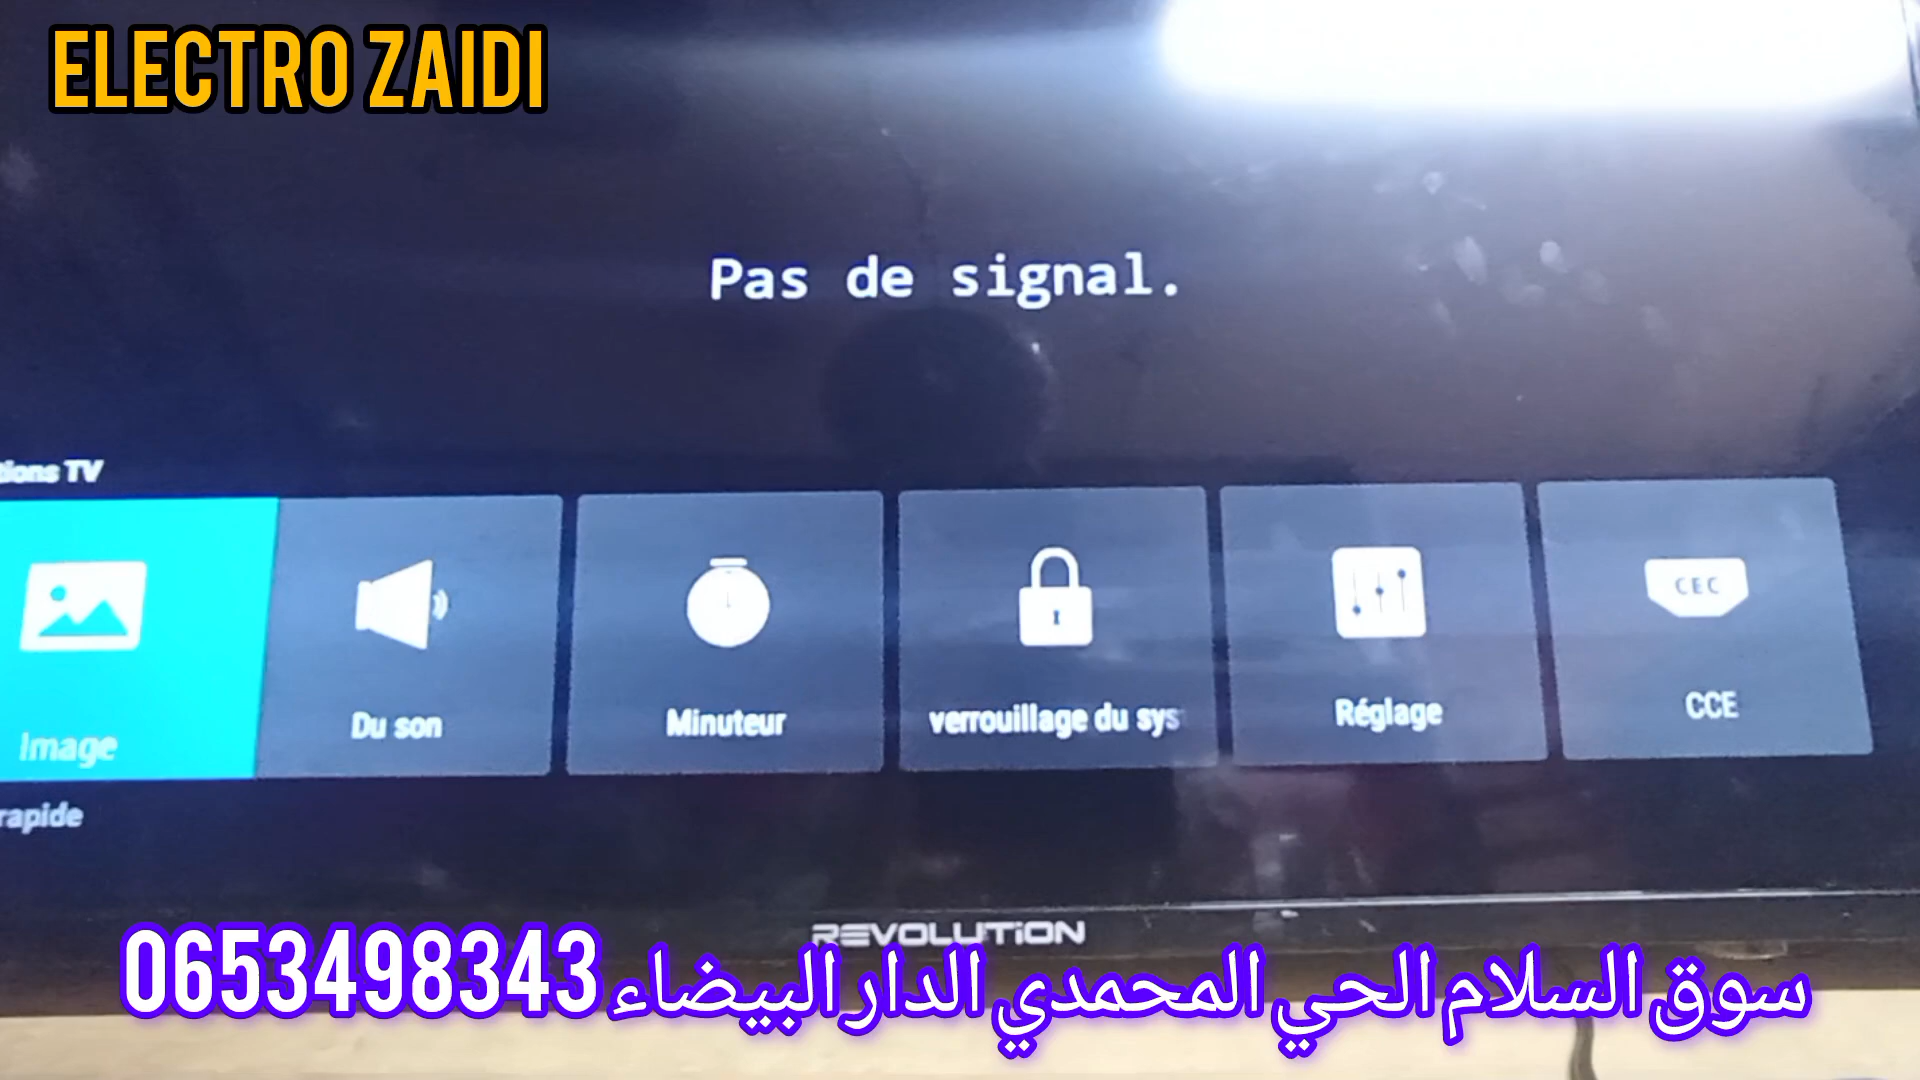 ELECTRO ZAIDI
Pas de signal.
tions TV
CEC
Image
Du son
Minuteur
verrouillage du sys
Réglage
CCE
rapide
REVOLUTiON
سوق السلام الحي المحمدي الدار البيضاء 0653498343